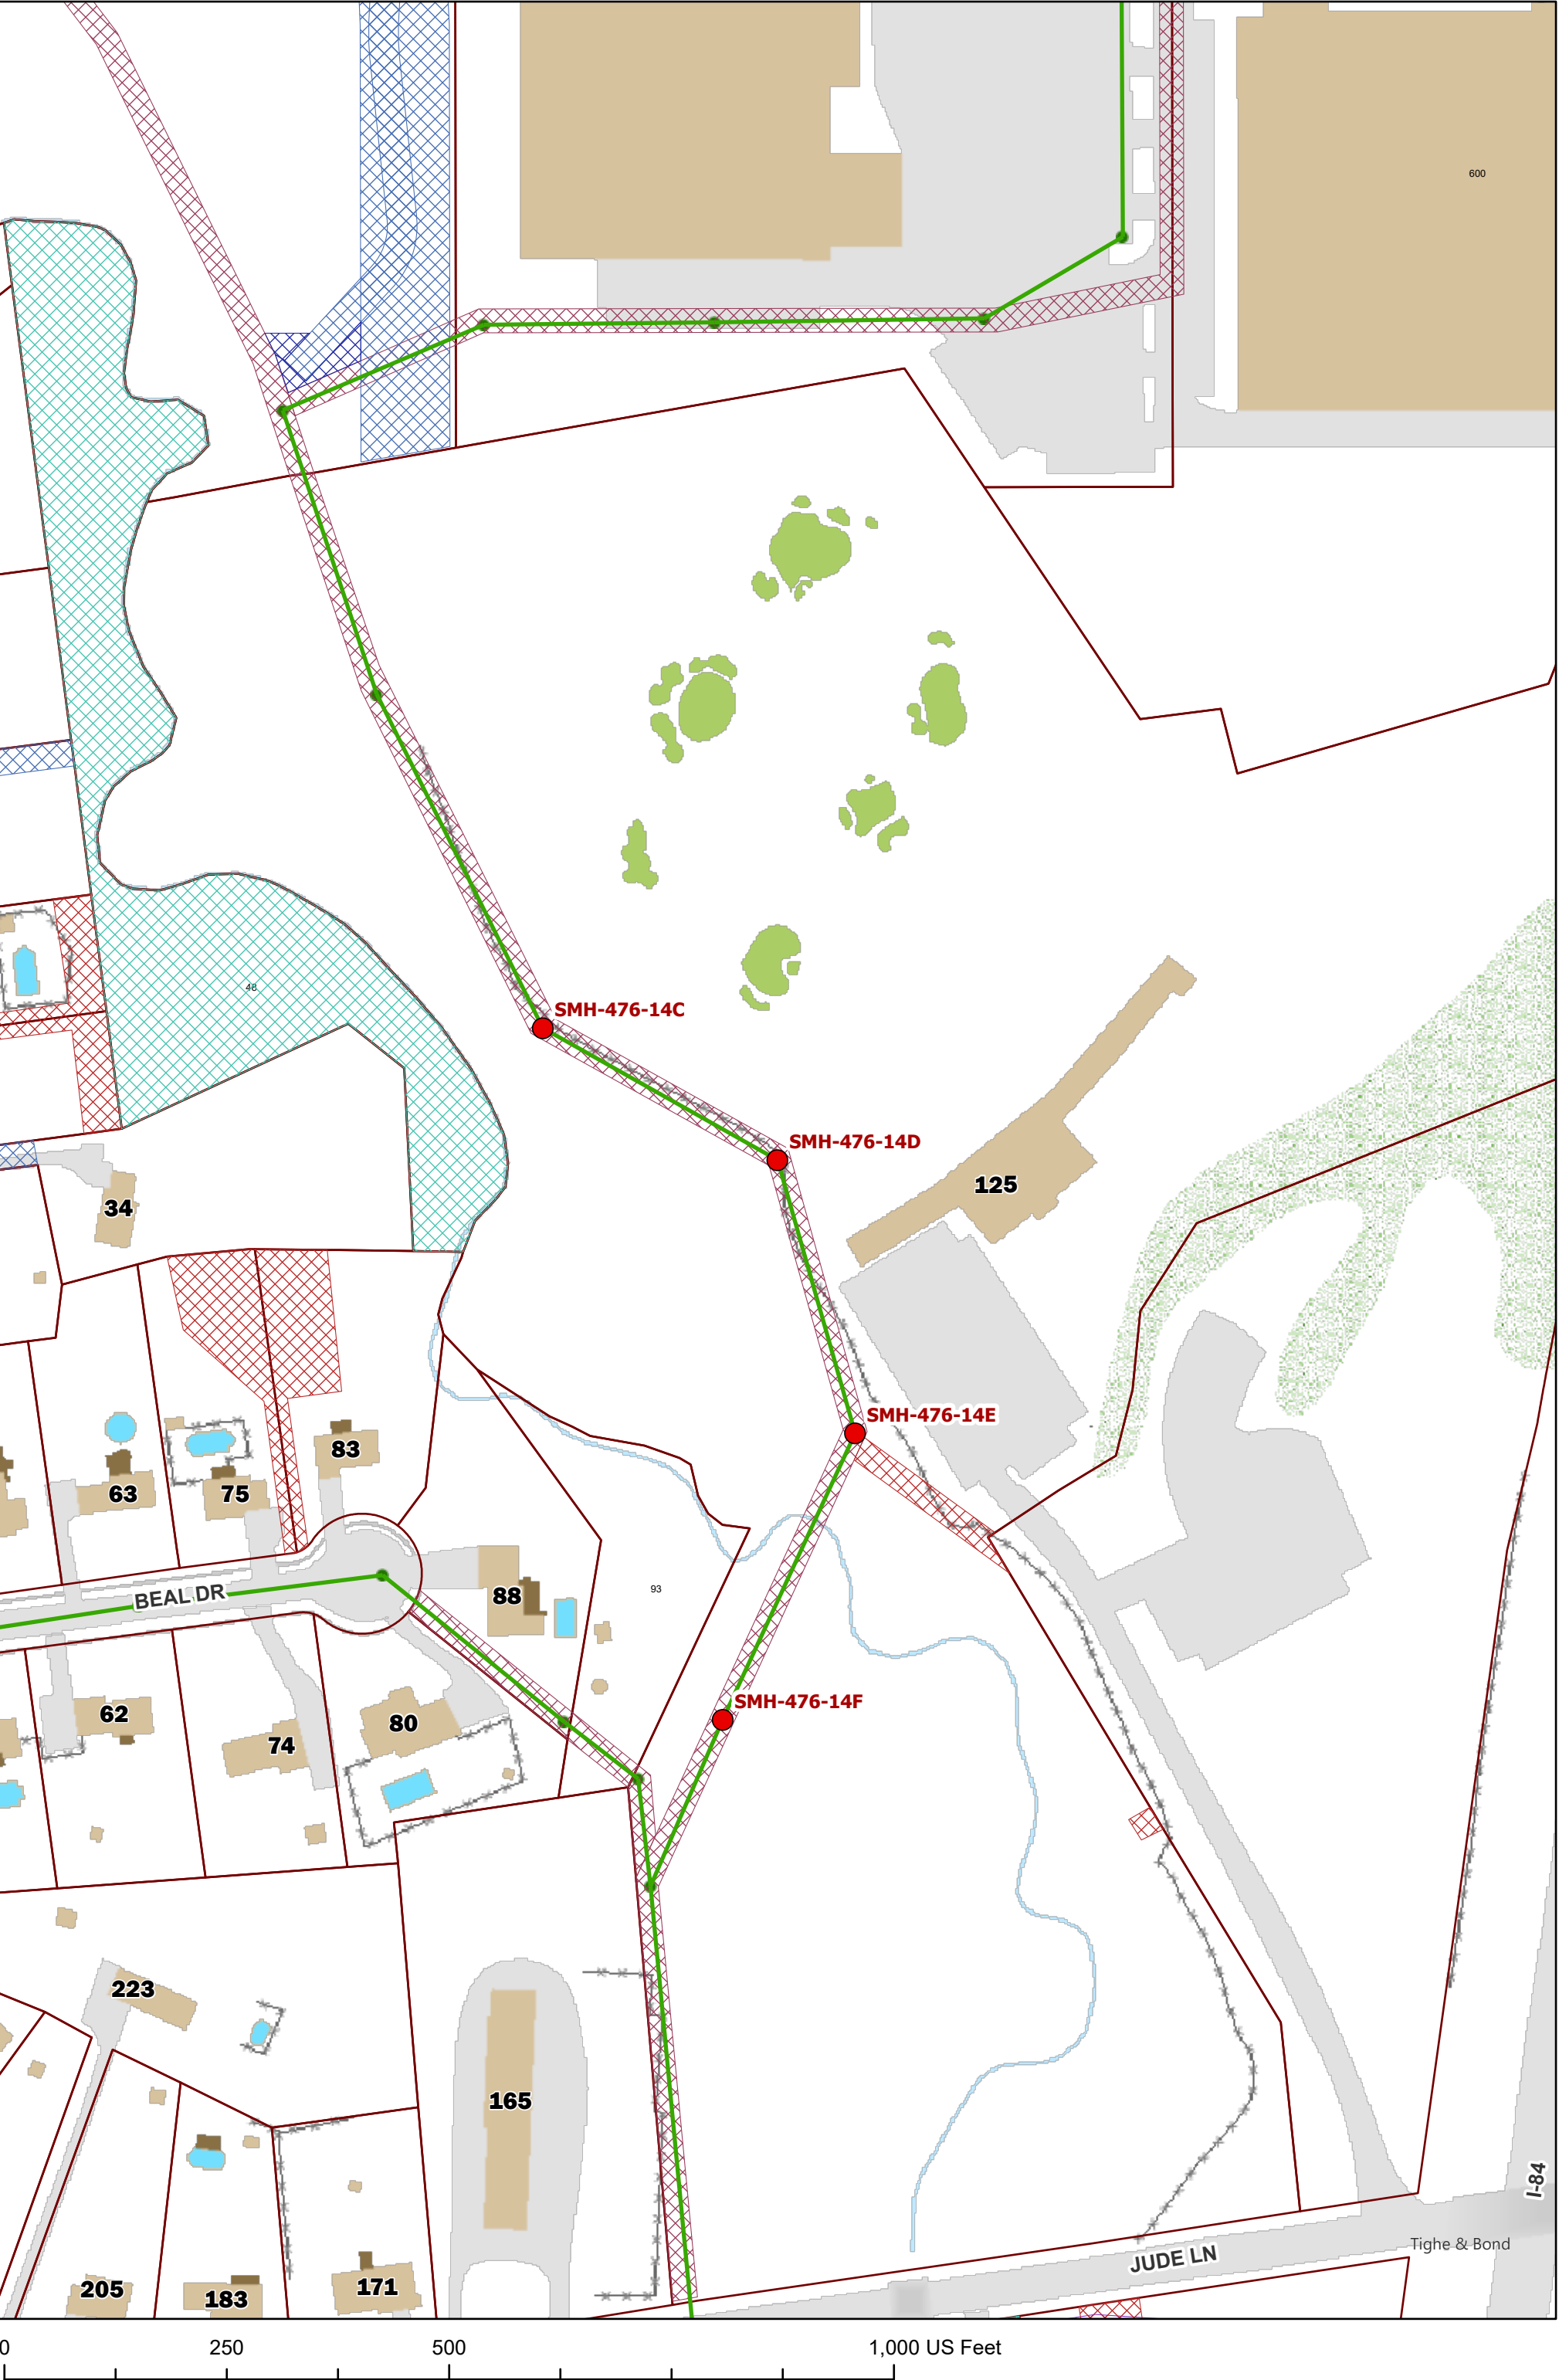 600
48
SMH-476-14C
SMH-476-14D
125
34
SMH-476-14E
83
63
75
BEAL DR
88
93
62
74
80
SMH-476-14F
223
165
I-84
Tighe & Bond
JUDE LN
205
183
171
0
250
500
1,000 US Feet